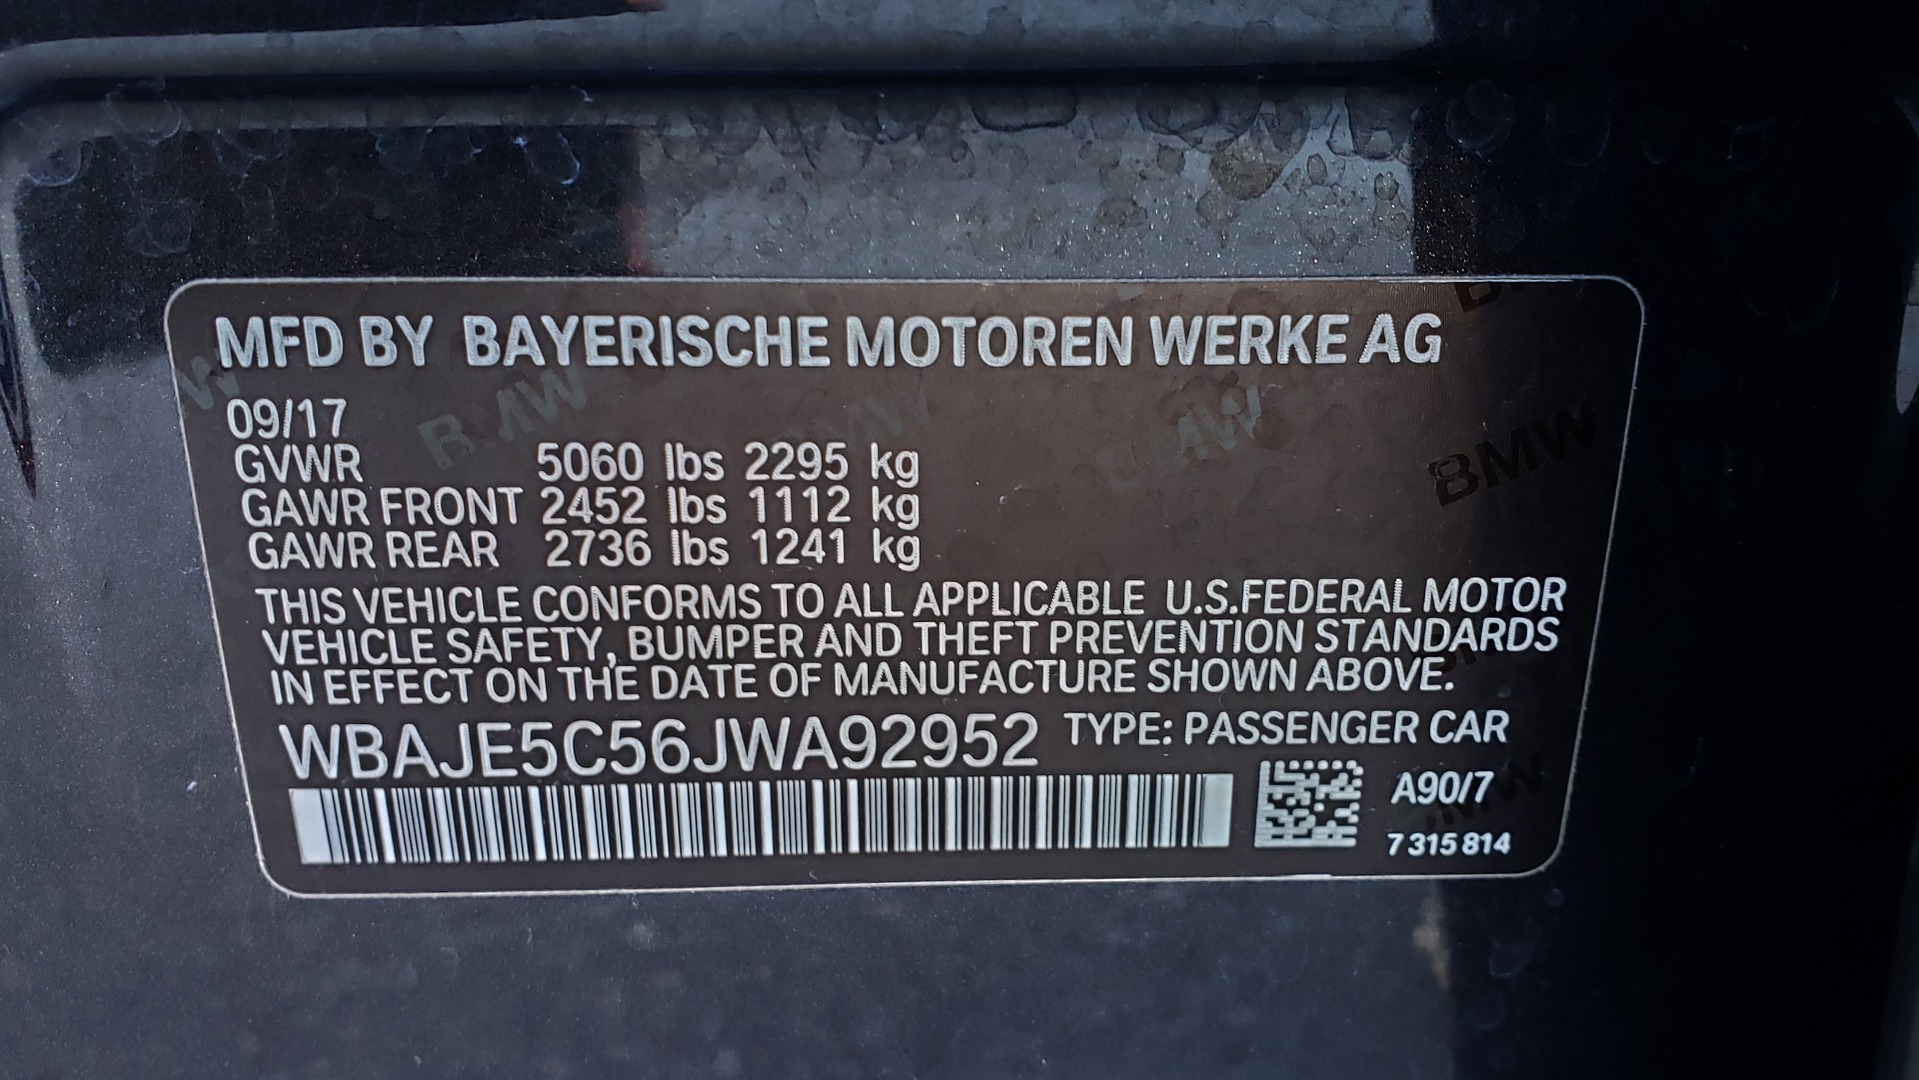 MFD BY BAYERISCHE MOTOREN WERKE AG
09/17
GVWR 5060 lbs 2295 kg
GAWR FRONT 2452 lbs 1112 kg
GAWR REAR 2736 lbs 1241 kg
THIS VEHICLE CONFORMS TO ALL APPLICABLE U.S.FEDERAL MOTOR
VEHICLE SAFETY, BUMPER AND THEFT PREVENTION STANDARDS
IN EFFECT ON THE DATE OF MANUFACTURE SHOWN ABOVE.
WBAJE5C56JWA92952 TYPE: PASSENGER CAR
A90/7
7 315 814
BMW
BMW
BMW